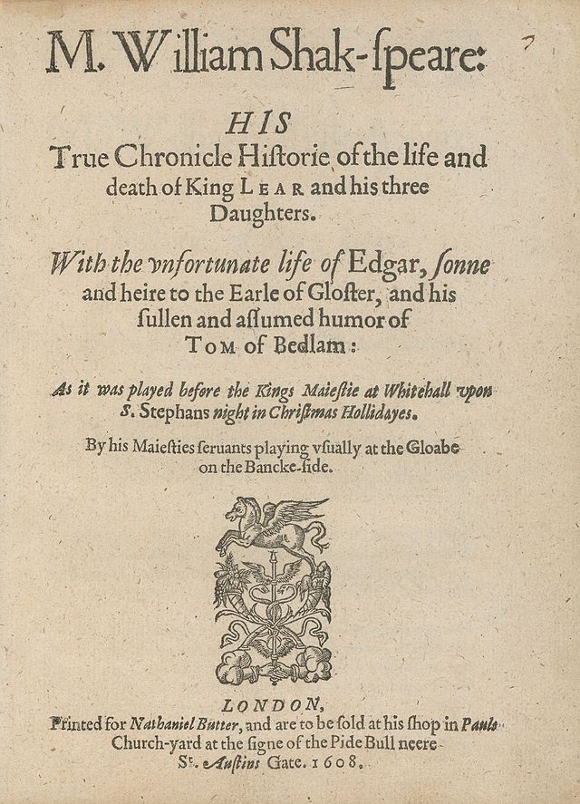 M. William Shak-ſpeare:
HIS
True Chronicle Hiſtorie of the life and
death of King LEAR and his three
Daughters.
With the vnfortunate life of Edgar, ſonne
and heire to the Earle of Gloſter, and his
ſullen and aſſumed humor of
TOM of Bedlam:
As it was played before the Kings Maieſtie at Whitehall vpon
S. Stephans night in Chriſtmas Hollidayes.
By his Maieſties ſeruants playing vſually at the Gloabe
on the Bancke-ſide.
LONDON,
Printed for Nathaniel Butter, and are to be ſold at his ſhop in Pauls
Church-yard at the ſigne of the Pide Bull neere
St. Auſtins Gate. 1608.